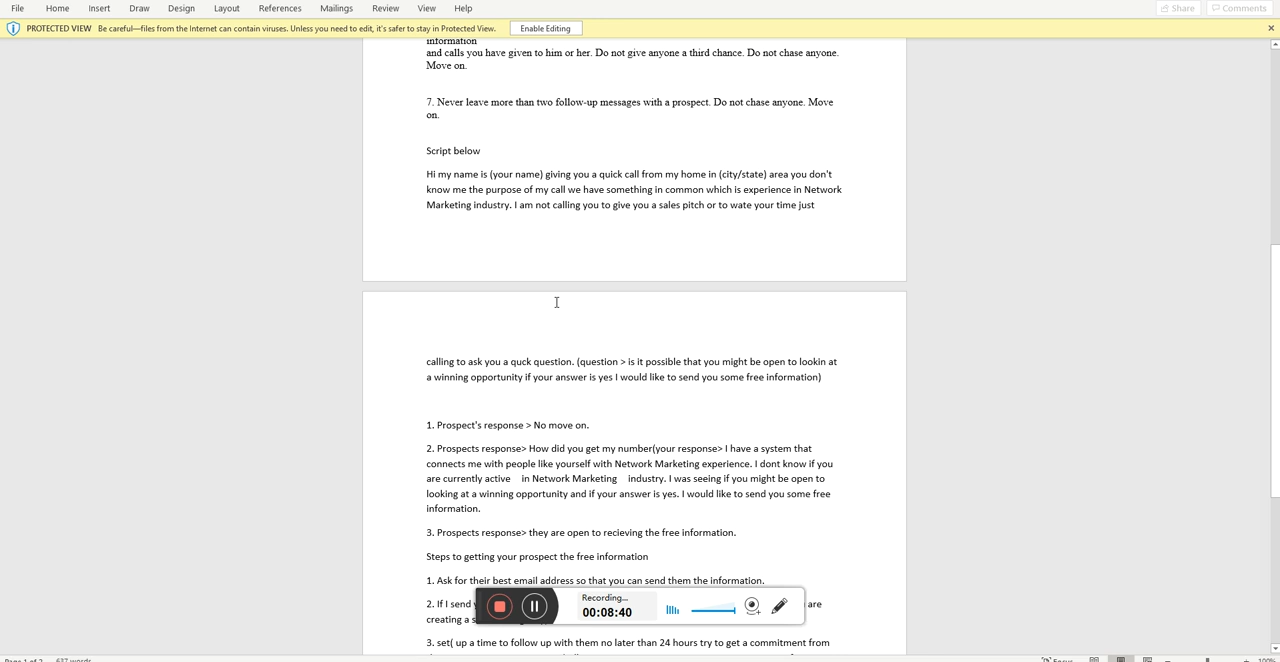 File Home Insert Draw Design Layout References Mailings Review View Help Share Comments
PROTECTED VIEW Be careful—files from the Internet can contain viruses. Unless you need to edit, it's safer to stay in Protected View. Enable Editing
information
and calls you have given to him or her. Do not give anyone a third chance. Do not chase anyone.
Move on.
7. Never leave more than two follow-up messages with a prospect. Do not chase anyone. Move
on.
Script below
Hi my name is (your name) giving you a quick call from my home in (city/state) area you don't
know me the purpose of my call we have something in common which is experience in Network
Marketing industry. I am not calling you to give you a sales pitch or to wate your time just
calling to ask you a quck question. (question > is it possible that you might be open to lookin at
a winning opportunity if your answer is yes I would like to send you some free information)
1. Prospect's response > No move on.
2. Prospects response> How did you get my number(your response> I have a system that
connects me with people like yourself with Network Marketing experience. I dont know if you
are currently active in Network Marketing industry. I was seeing if you might be open to
looking at a winning opportunity and if your answer is yes. I would like to send you some free
information.
3. Prospects response> they are open to recieving the free information.
Steps to getting your prospect the free information
1. Ask for their best email address so that you can send them the information.
2. If I send are
creating a
Recording...
00:08:40
3. set( up a time to follow up with them no later than 24 hours try to get a commitment from
Page 1 of 2 637 words Focus 100%